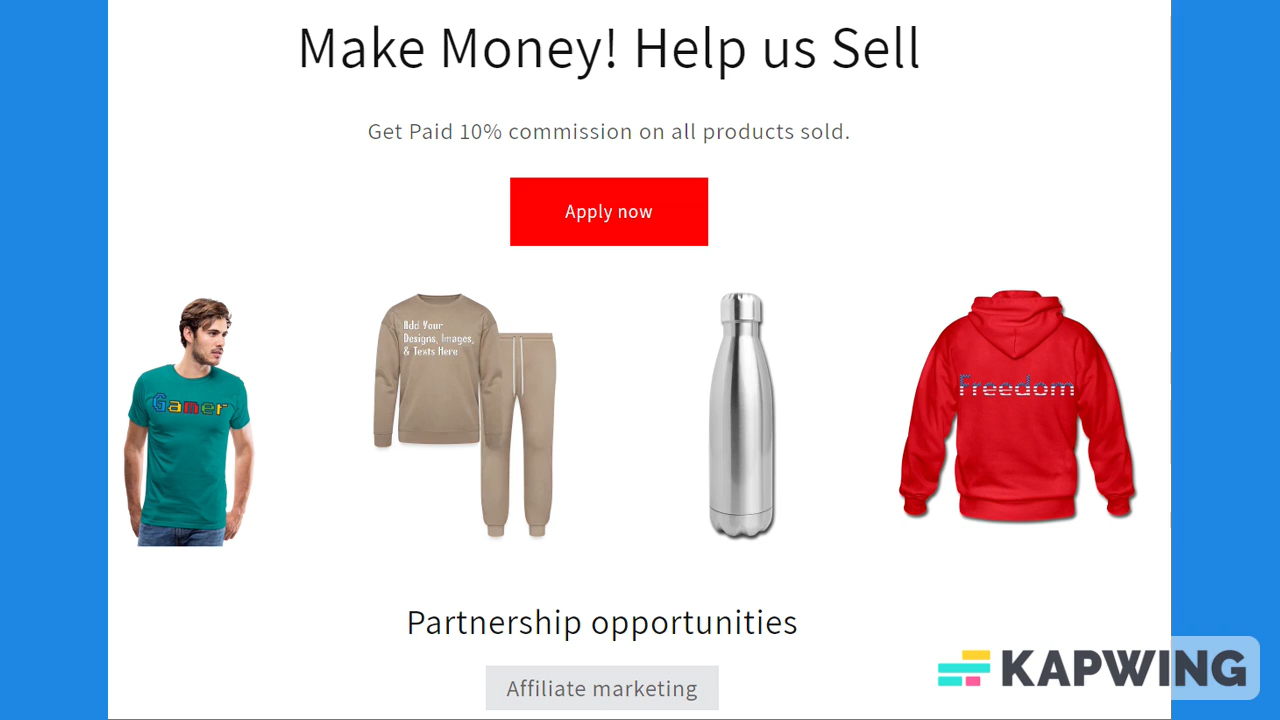 Make Money! Help us Sell
Get Paid 10% commission on all products sold.
Apply now
Gamer
Add Your
Designs, Images,
& Texts Here
Freedom
Partnership opportunities
Affiliate marketing
KAPWING